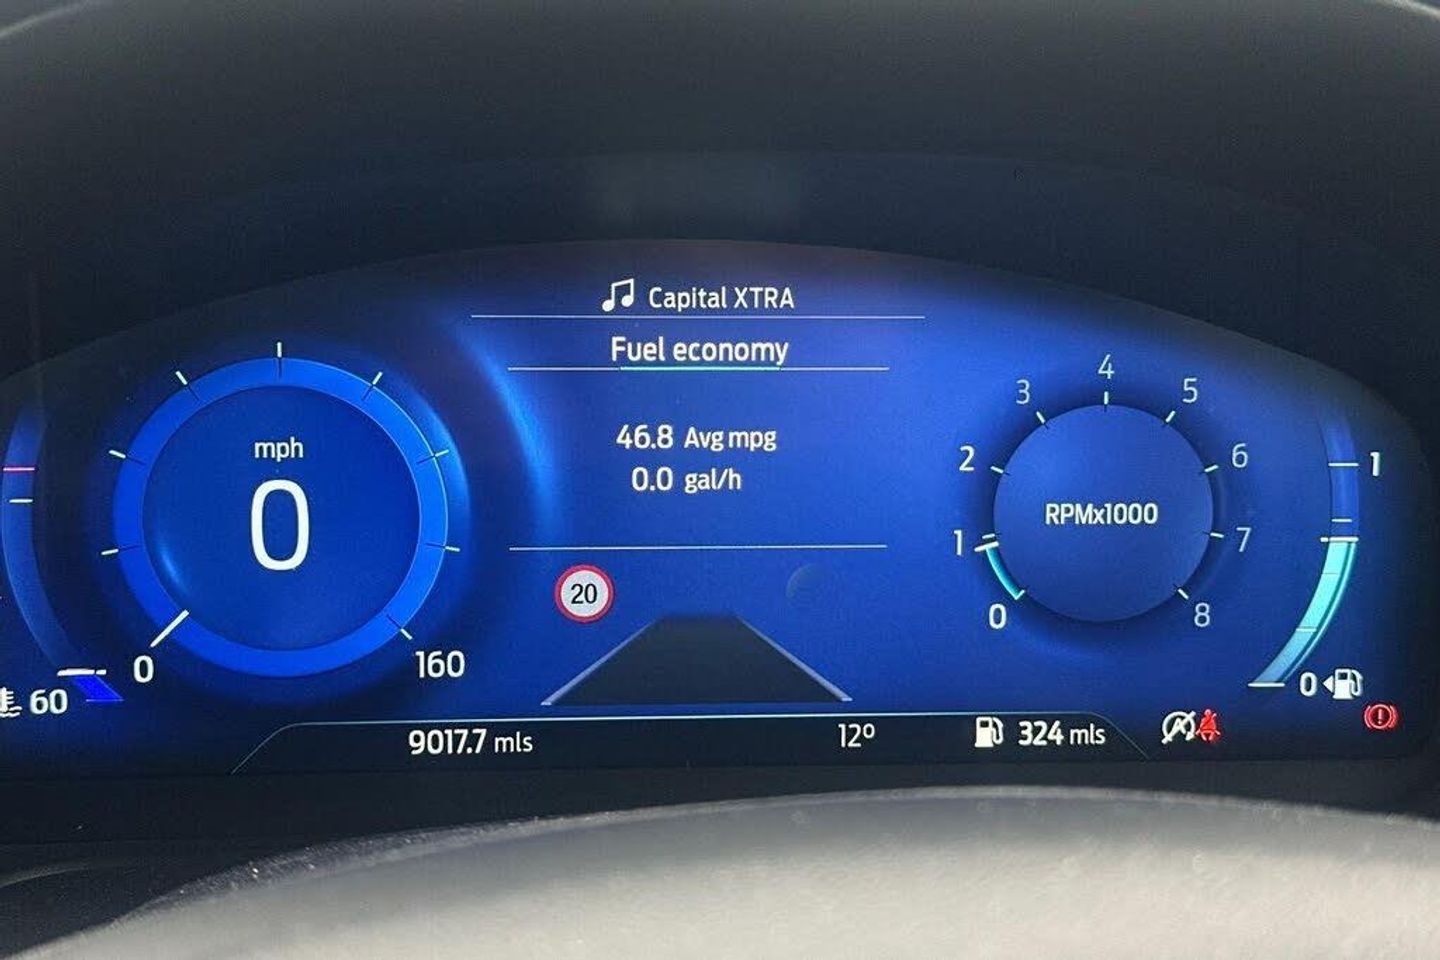 Capital XTRA
Fuel economy
46.8 Avg mpg
0.0 gal/h
mph
0
0
160
60
20
RPMx1000
0
1
2
3
4
5
6
7
8
1
0
9017.7 mls
12º
324 mls